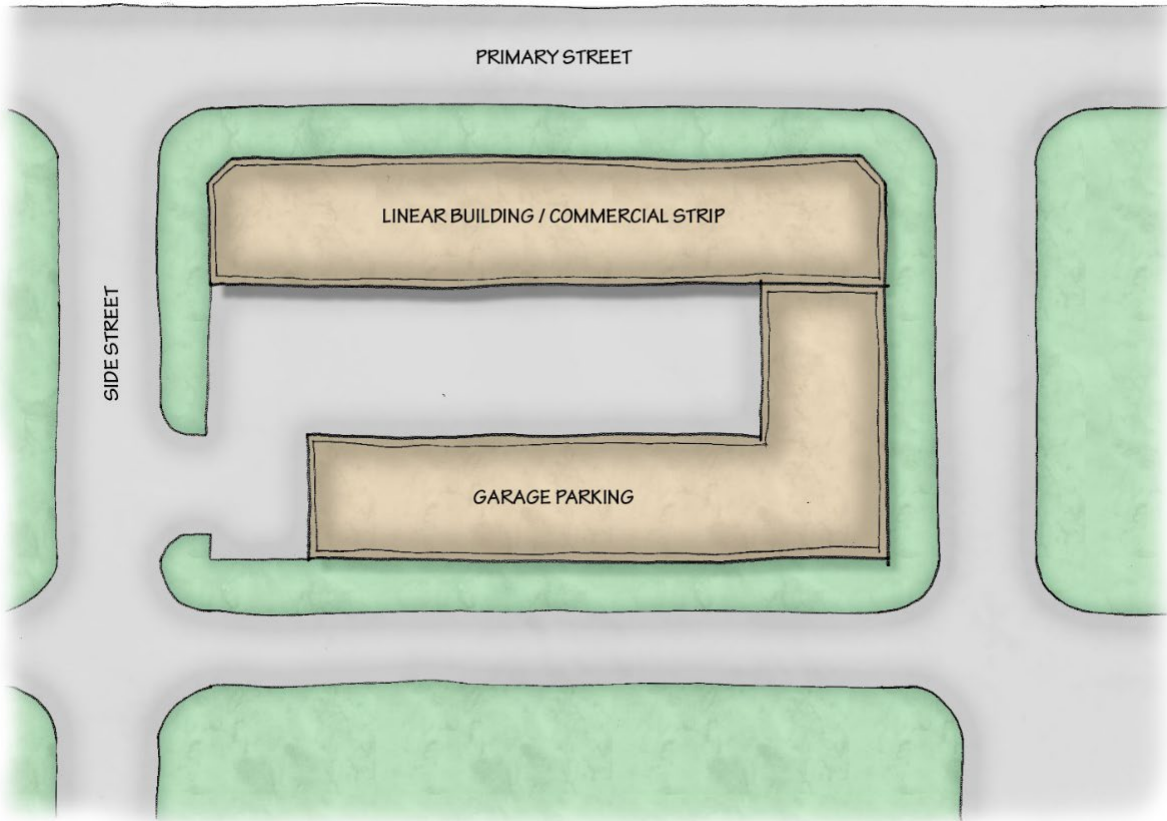 PRIMARY STREET
LINEAR BUILDING / COMMERCIAL STRIP
SIDE STREET
GARAGE PARKING